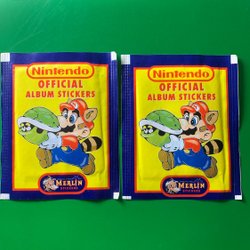 Nintendo
OFFICIAL
ALBUM STICKERS
MERLIN
STICKERS
Nintendo
OFFICIAL
ALBUM STICKERS
MERLIN
STICKERS